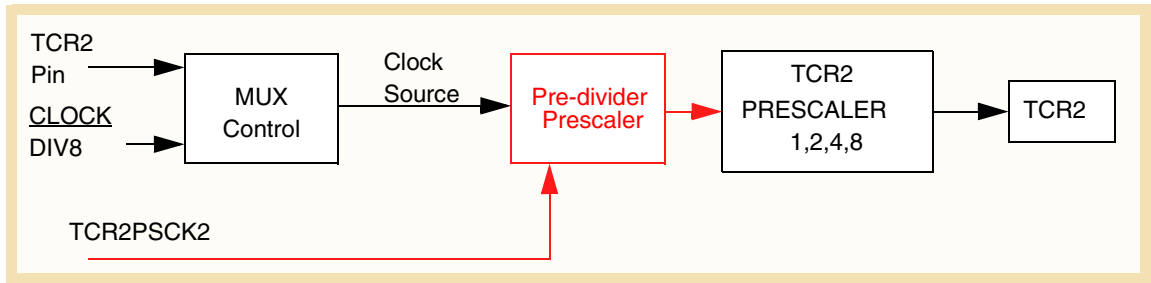 TCR2
Pin
CLOCK
DIV8
MUX
Control
Clock
Source
Pre-divider
Prescaler
TCR2
PRESCALER
1,2,4,8
TCR2
TCR2PSCK2